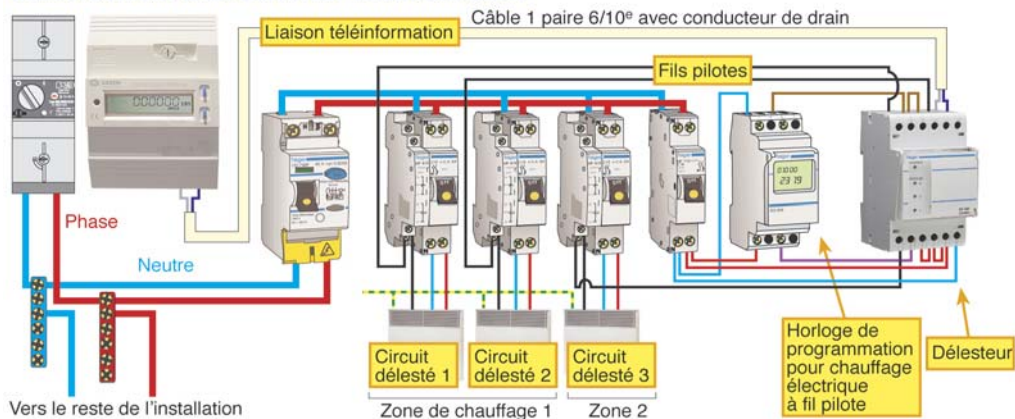 Câble 1 paire 6/10ᵉ avec conducteur de drain
Liaison téléinformation
Fils pilotes
Phase
Neutre
Circuit
délesté 1
Circuit
délesté 2
Circuit
délesté 3
Horloge de
programmation
pour chauffage
électrique
à fil pilote
Délesteur
Vers le reste de l'installation
Zone de chauffage 1
Zone 2